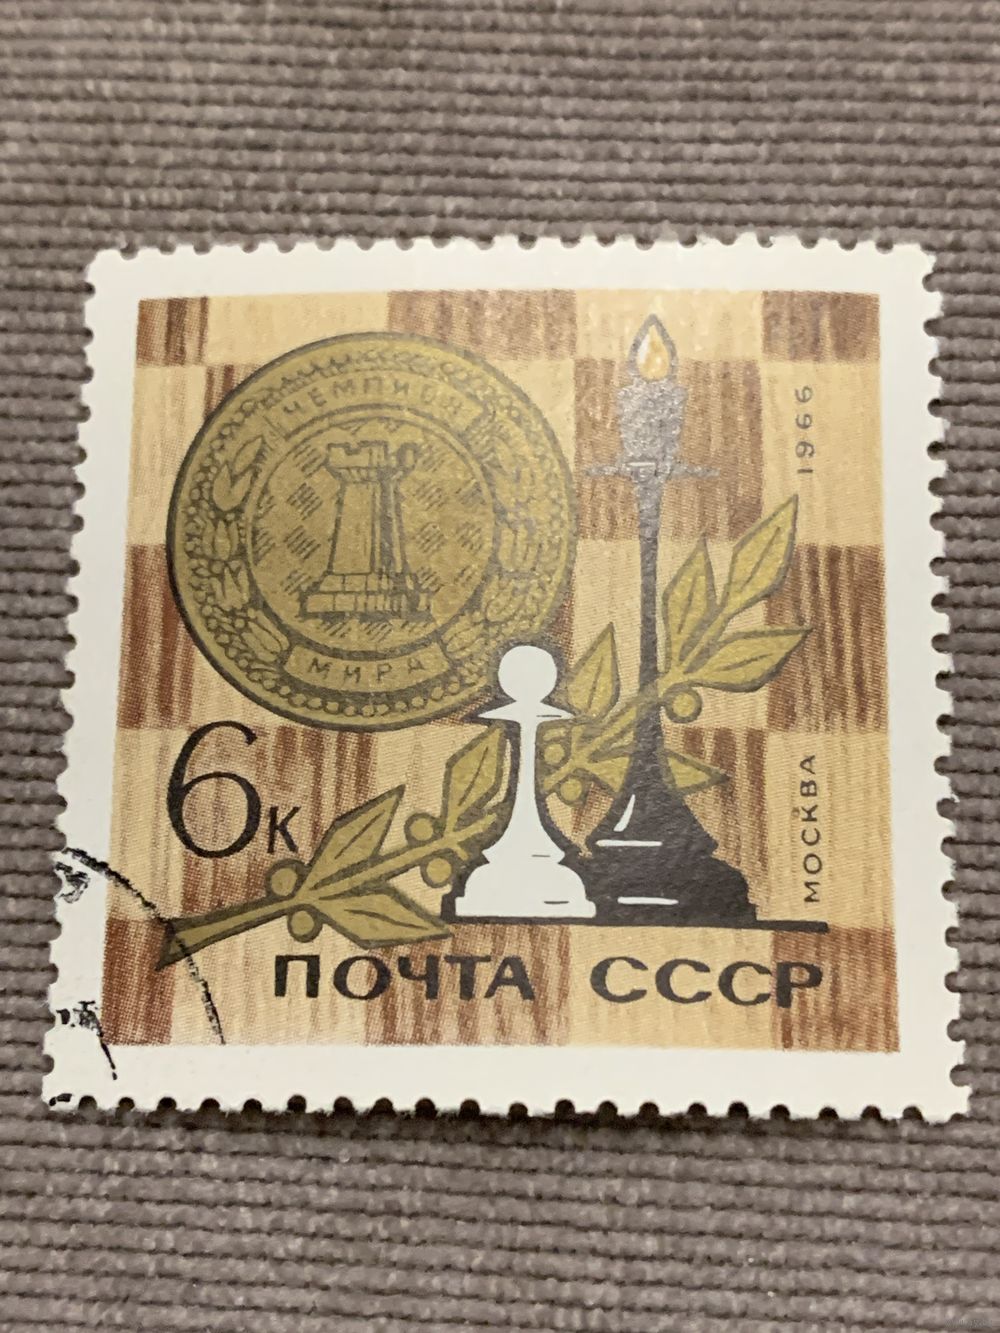 ЧЕМПИОН
МИРА
1966
МОСКВА
6к
ПОЧТА СССР